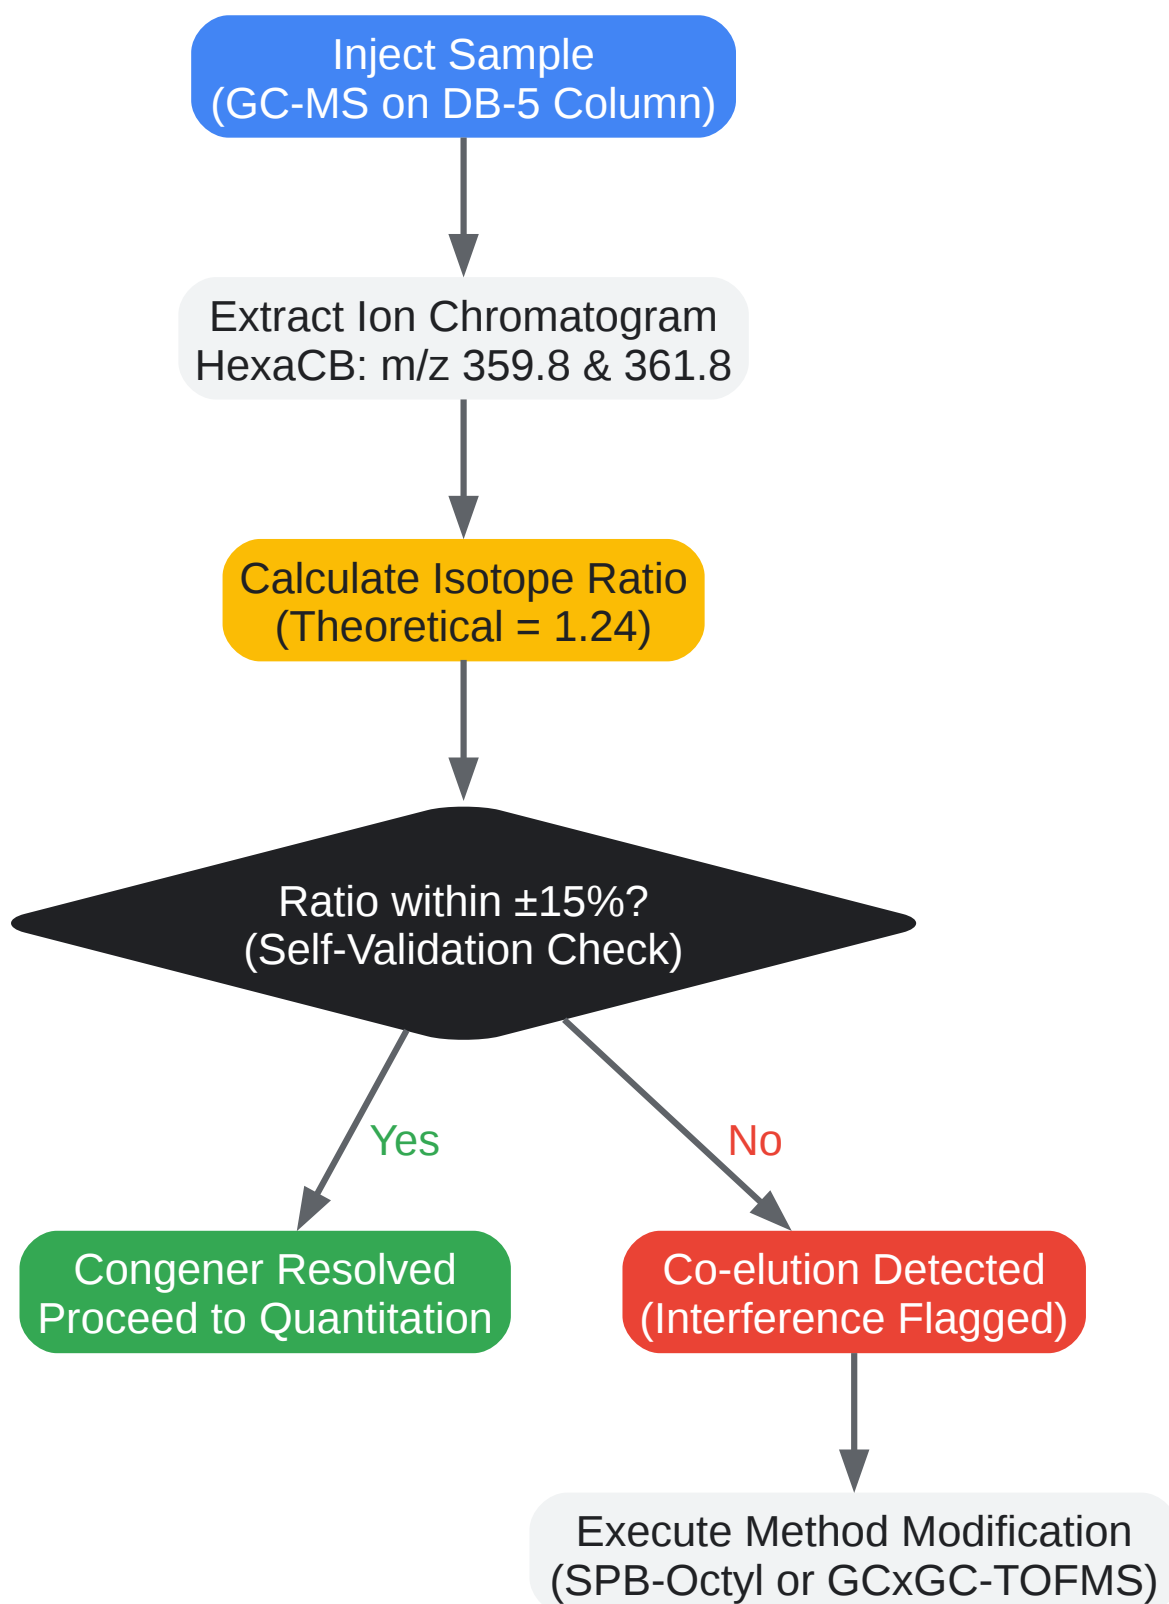 Inject Sample
(GC-MS on DB-5 Column)
Extract Ion Chromatogram
HexaCB: m/z 359.8 & 361.8
Calculate Isotope Ratio
(Theoretical = 1.24)
Ratio within ±15%?
(Self-Validation Check)
Yes
No
Congener Resolved
Proceed to Quantitation
Co-elution Detected
(Interference Flagged)
Execute Method Modification
(SPB-Octyl or GCxGC-TOFMS)